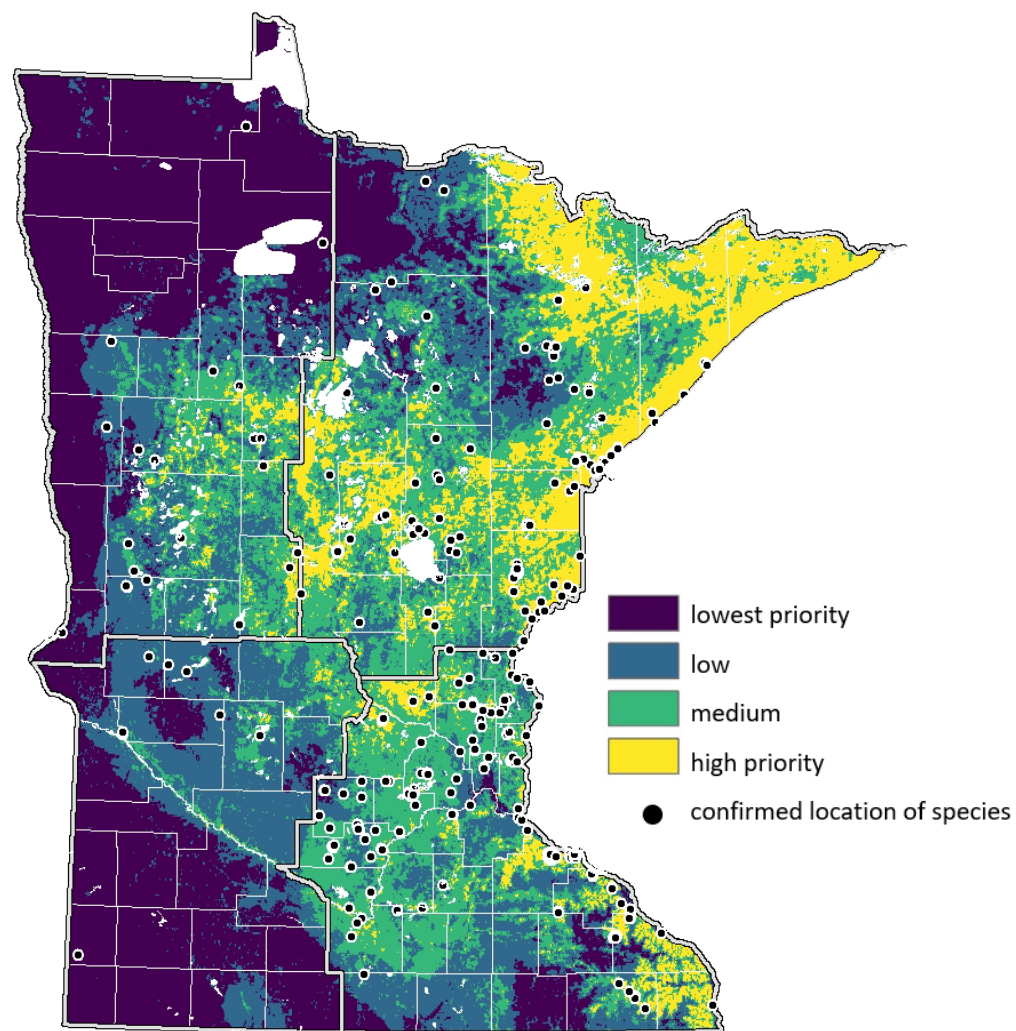 lowest priority
low
medium
high priority
confirmed location of species